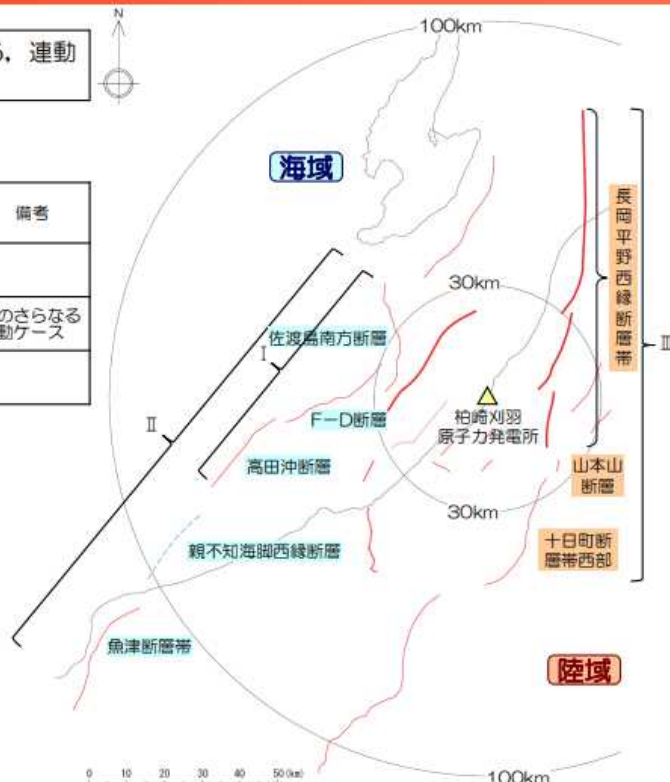 る，連動
N
備考
のさらなる
動ケース
100km
海域
長岡平野西縁断層帯
30km
佐渡島南方断層
Ⅰ
Ⅱ
Ⅲ
F－D断層
柏崎刈羽
原子力発電所
高田沖断層
山本山
断層
30km
親不知海脚西縁断層
十日町断
層帯西部
魚津断層帯
陸域
0 10 20 30 40 50(km)
100km